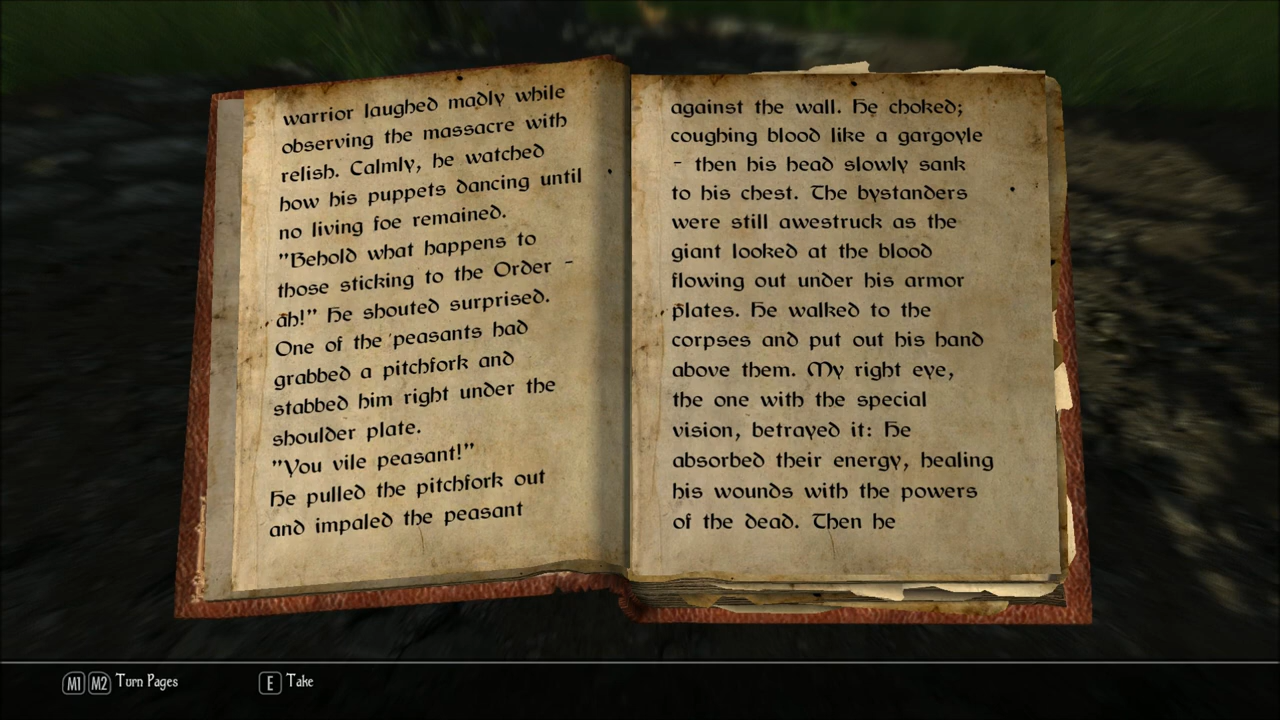 warrior laughed madly while
observing the massacre with
relish. Calmly, he watched
how his puppets dancing until
no living foe remained.
"Behold what happens to
those sticking to the Order -
ah!" He shouted surprised.
One of the peasants had
grabbed a pitchfork and
stabbed him right under the
shoulder plate.
"You vile peasant!"
He pulled the pitchfork out
and impaled the peasant
against the wall. He choked;
coughing blood like a gargoyle
- then his head slowly sank
to his chest. The bystanders
were still awestruck as the
giant looked at the blood
flowing out under his armor
plates. He walked to the
corpses and put out his hand
above them. My right eye,
the one with the special
vision, betrayed it: He
absorbed their energy, healing
his wounds with the powers
of the dead. Then he
M1 M2 Turn Pages
E Take